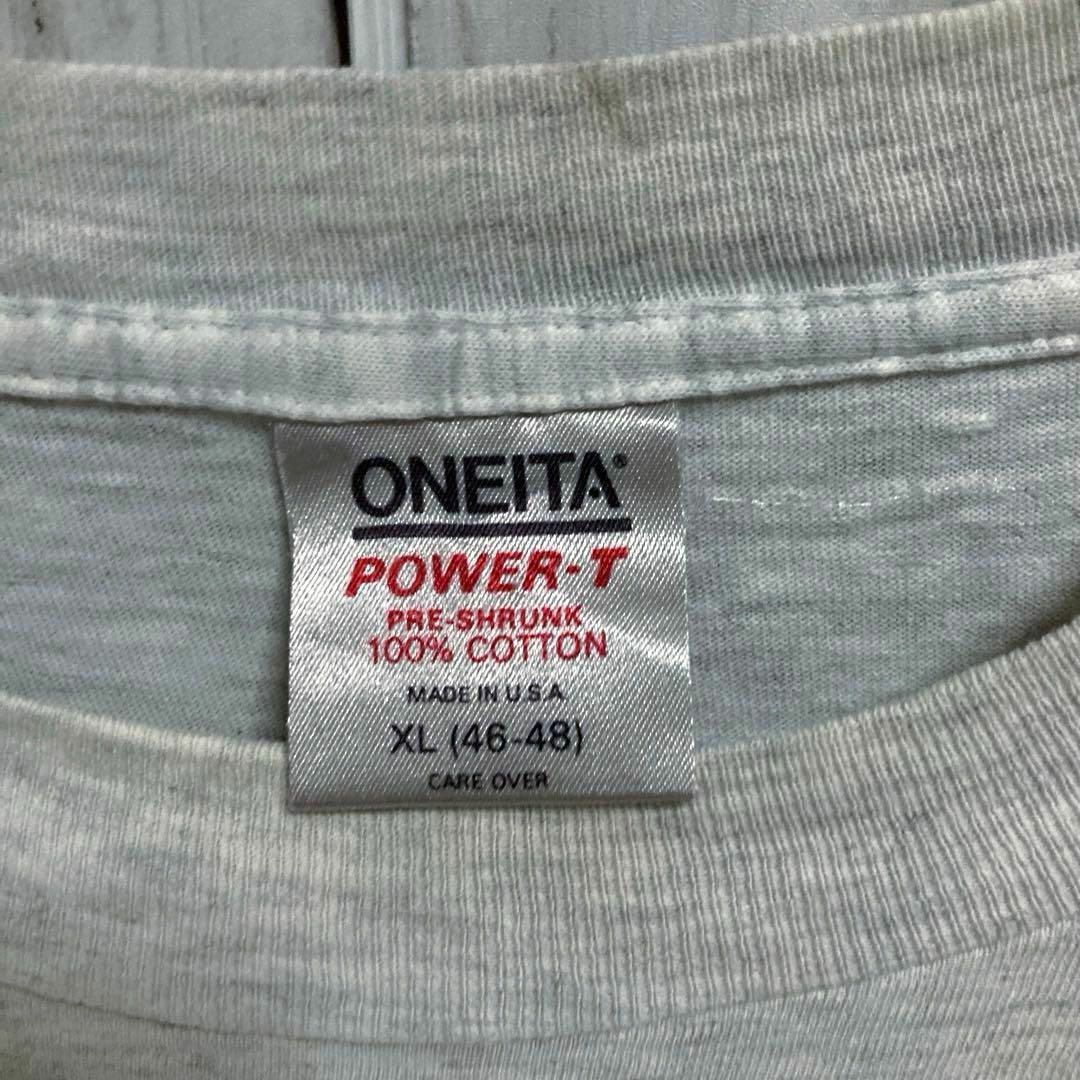 ONEITA®
POWER-T
PRE-SHRUNK
100% COTTON
MADE IN U.S.A
XL (46-48)
CARE OVER